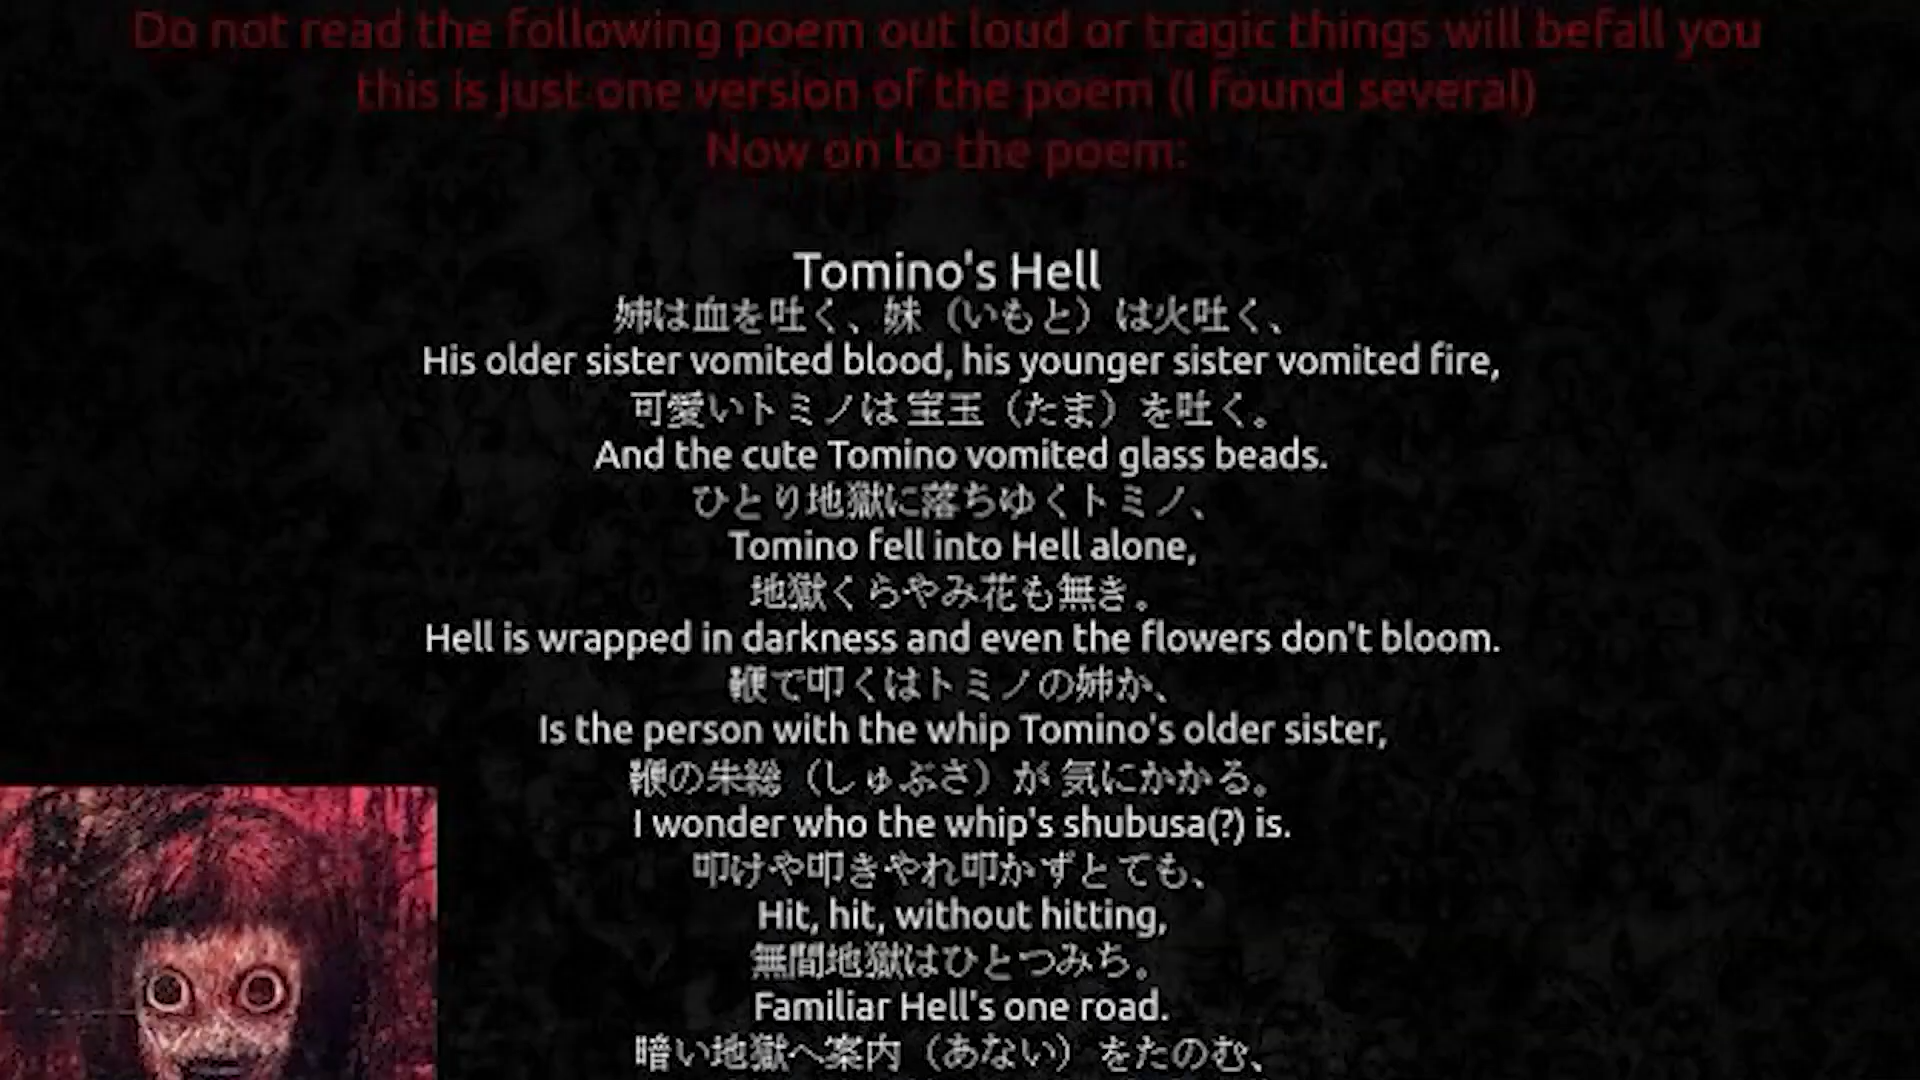 Do not read the following poem out loud or tragic things will befall you
this is just one version of the poem (I found several)
Now on to the poem:
Tomino's Hell
姉は血を吐く、妹（いもと）は火吐く、
His older sister vomited blood, his younger sister vomited fire,
可愛いトミノは 宝玉（たま）を吐く。
And the cute Tomino vomited glass beads.
ひとり地獄に落ちゆくトミノ、
Tomino fell into Hell alone,
地獄くらやみ花も無き。
Hell is wrapped in darkness and even the flowers don't bloom.
鞭で叩くはトミノの姉か、
Is the person with the whip Tomino's older sister,
鞭の朱総（しゅぶさ）が 気にかかる。
I wonder who the whip's shubusa(?) is.
叩けや叩きやれ叩かずとても、
Hit, hit, without hitting,
無間地獄はひとつみち。
Familiar Hell's one road.
暗い地獄へ案内（あない）をたのむ、